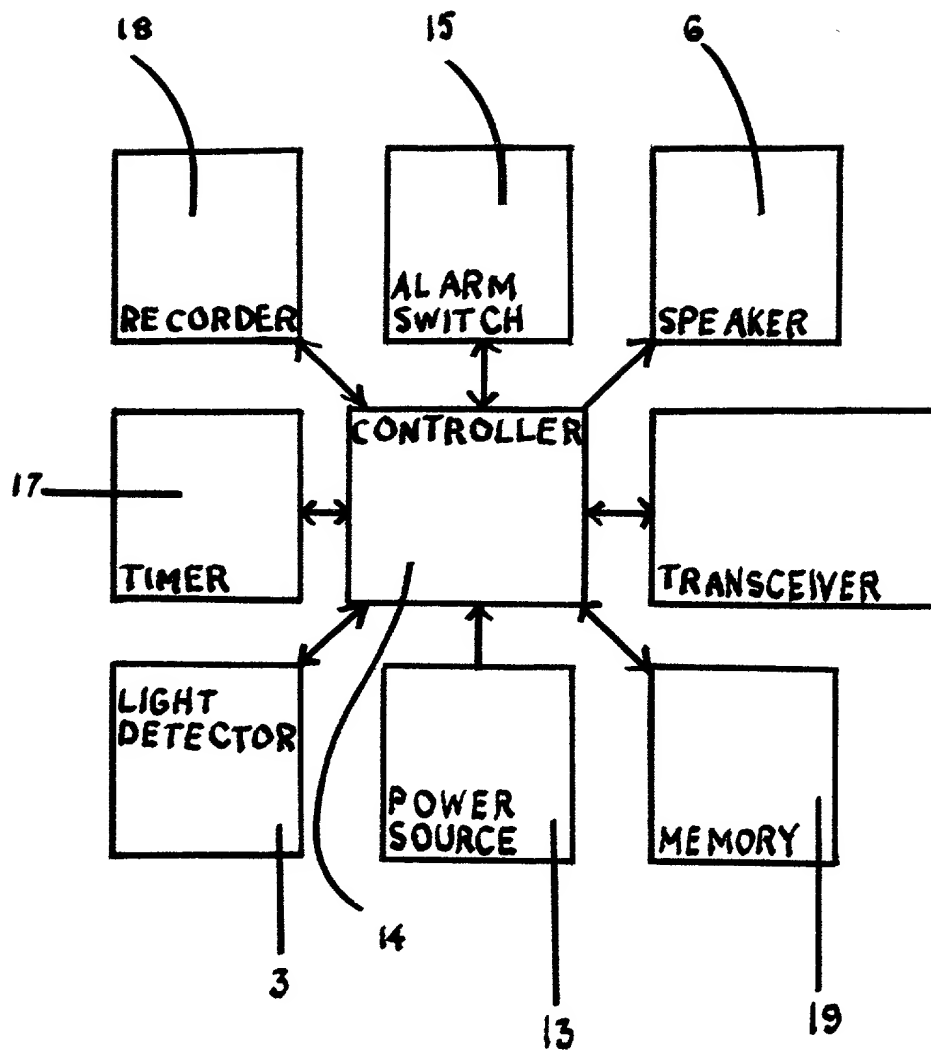 18
15
6
RECORDER
ALARM
SWITCH
SPEAKER
CONTROLLER
17
TIMER
TRANSCEIVER
LIGHT
DETECTOR
POWER
SOURCE
MEMORY
14
3
13
19